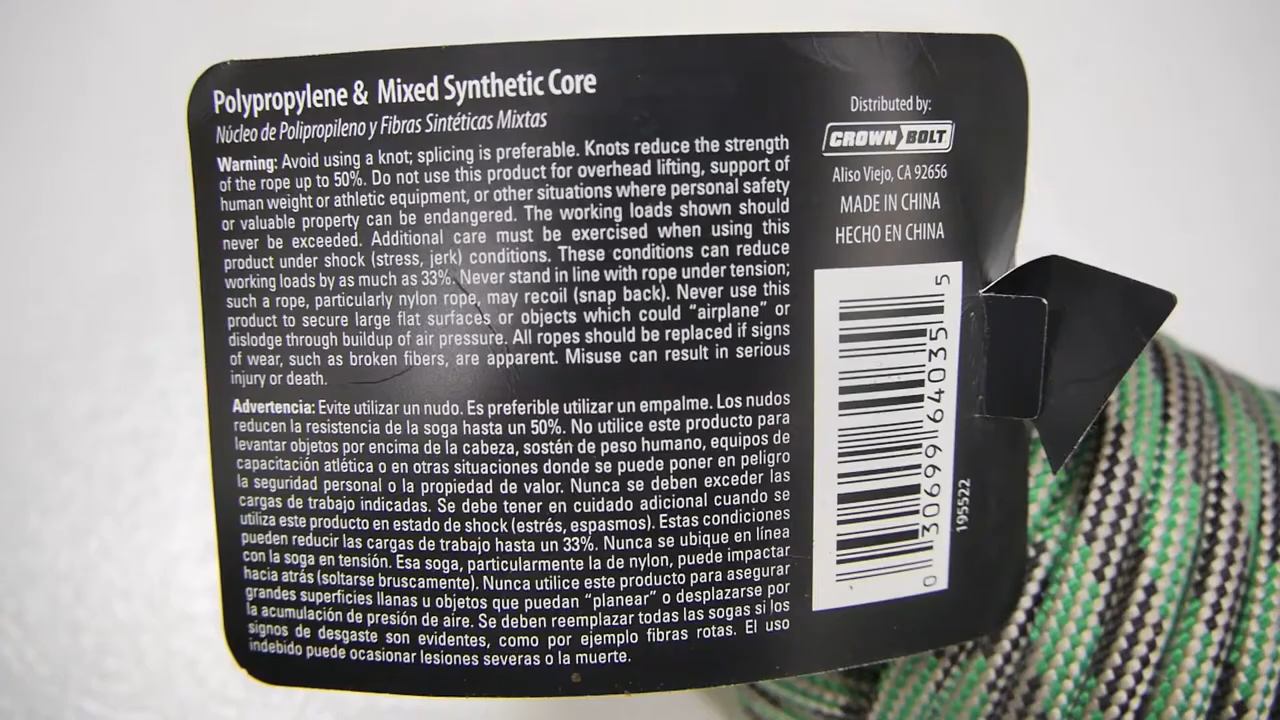 Polypropylene & Mixed Synthetic Core
Núcleo de Polipropileno y Fibras Sintéticas Mixtas
Warning: Avoid using a knot; splicing is preferable. Knots reduce the strength
of the rope up to 50%. Do not use this product for overhead lifting, support of
human weight or athletic equipment, or other situations where personal safety
or valuable property can be endangered. The working loads shown should
never be exceeded. Additional care must be exercised when using this
product under shock (stress, jerk) conditions. These conditions can reduce
working loads by as much as 33%. Never stand in line with rope under tension;
such a rope, particularly nylon rope, may recoil (snap back). Never use this
product to secure large flat surfaces or objects which could “airplane” or
dislodge through buildup of air pressure. All ropes should be replaced if signs
of wear, such as broken fibers, are apparent. Misuse can result in serious
injury or death.
Advertencia: Evite utilizar un nudo. Es preferible utilizar un empalme. Los nudos
reducen la resistencia de la soga hasta un 50%. No utilice este producto para
levantar objetos por encima de la cabeza, sostén de peso humano, equipos de
capacitación atlética o en otras situaciones donde se puede poner en peligro
la seguridad personal o la propiedad de valor. Nunca se deben exceder las
cargas de trabajo indicadas. Se debe tener en cuidado adicional cuando se
utiliza este producto en estado de shock (estrés, espasmos). Estas condiciones
pueden reducir las cargas de trabajo hasta un 33%. Nunca se ubique en línea
con la soga en tensión. Esa soga, particularmente la de nylon, puede impactar
hacia atrás (soltarse bruscamente). Nunca utilice este producto para asegurar
grandes superficies llanas u objetos que puedan “planear” o desplazarse por
la acumulación de presión de aire. Se deben reemplazar todas las sogas si los
signos de desgaste son evidentes, como por ejemplo fibras rotas. El uso
indebido puede ocasionar lesiones severas o la muerte.
Distributed by:
CROWN BOLT
Aliso Viejo, CA 92656
MADE IN CHINA
HECHO EN CHINA
0 30699 64035 5
195522